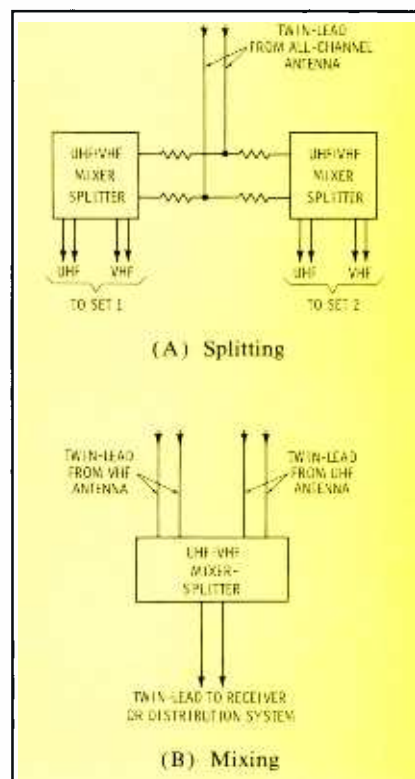 TWIN-LEAD
FROM ALL-CHANNEL
ANTENNA
UHF/VHF
MIXER
SPLITTER
UHF/VHF
MIXER
SPLITTER
UHF VHF
UHF VHF
TO SET 1
TO SET 2
(A) Splitting
TWIN-LEAD
FROM VHF
ANTENNA
TWIN-LEAD
FROM UHF
ANTENNA
UHF-VHF
MIXER-
SPLITTER
TWIN-LEAD TO RECEIVER
OR DISTRIBUTION SYSTEM
(B) Mixing